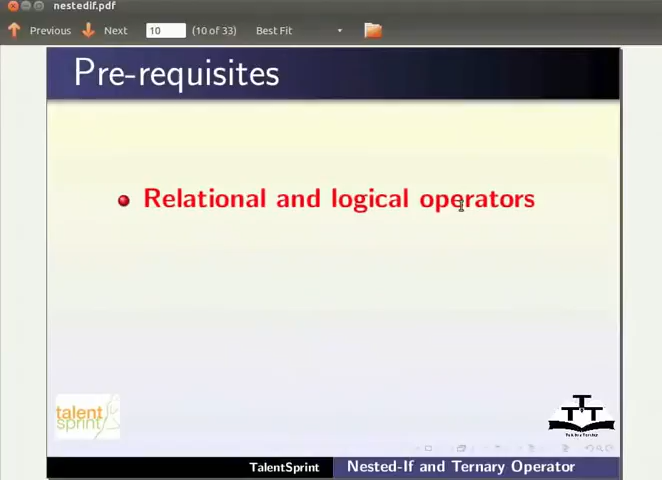 nestedif.pdf
Previous Next 10 (10 of 33) Best Fit
Pre-requisites
Relational and logical operators
talent
sprint
TalentSprint Nested-If and Ternary Operator